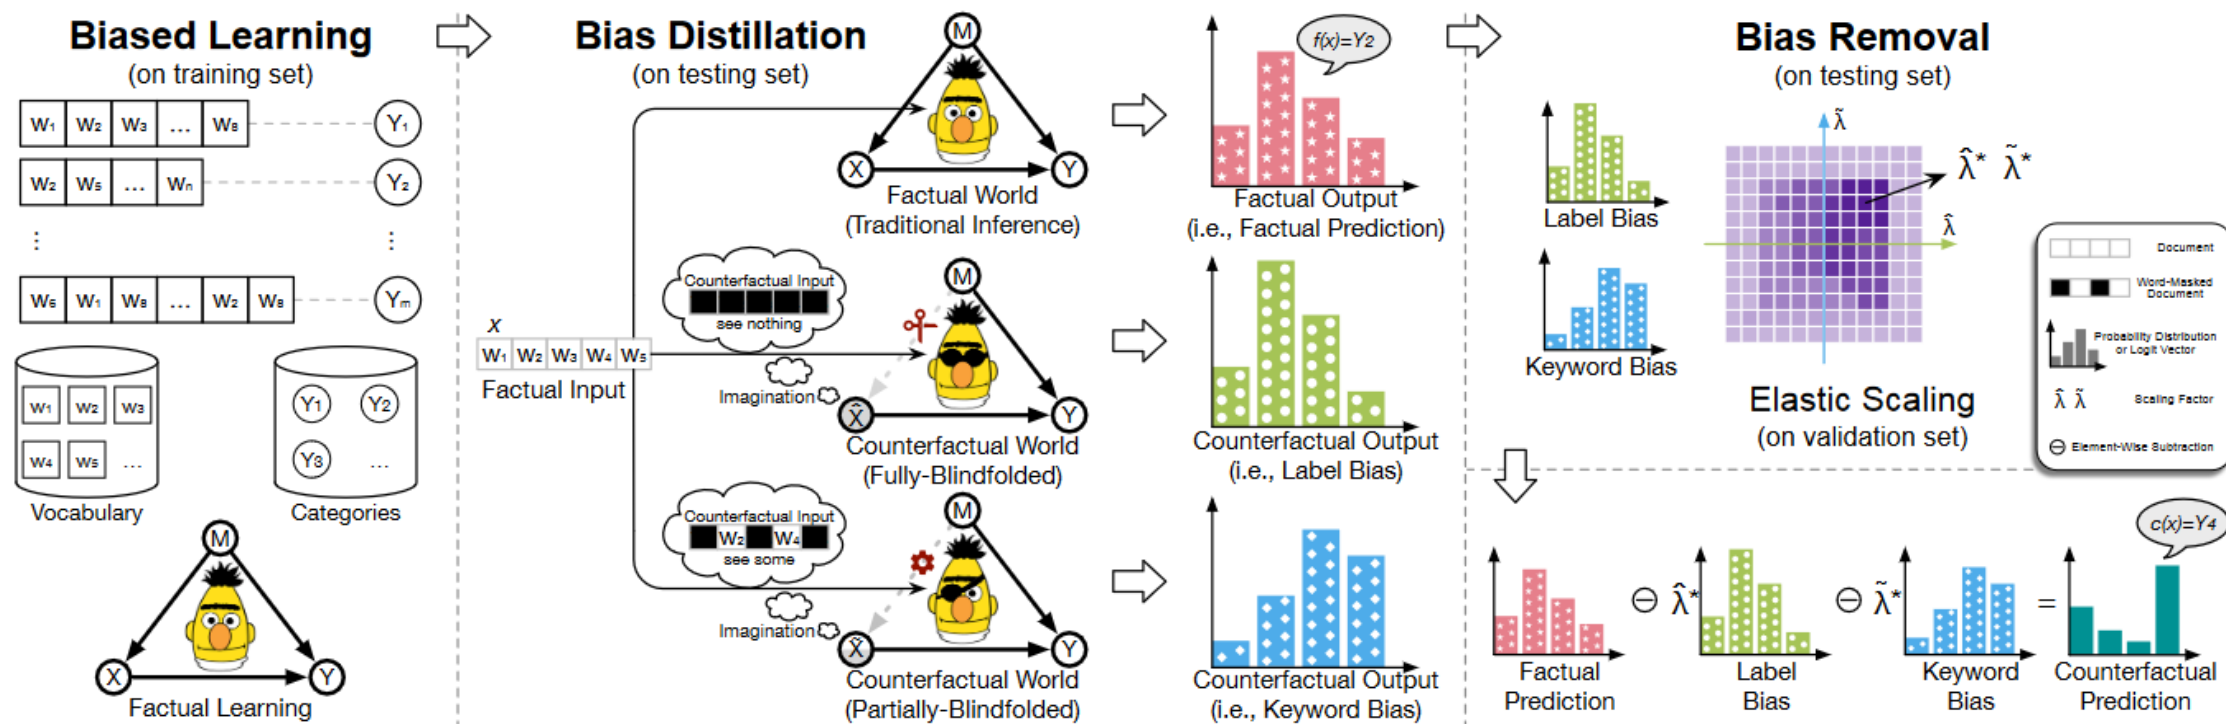 Biased Learning
(on training set)
W1 W2 W3 ... W8 Y1
W2 W5 ... Wn Y2
⋮ ⋮
W6 W1 W8 ... W2 W8 Ym
W1 W2 W3
W4 W5 ...
Vocabulary
Y1 Y2
Y3 ...
Categories
M
X Y
Factual Learning
Bias Distillation
(on testing set)
x
W1 W2 W3 W4 W5
Factual Input
M
X Y
Factual World
(Traditional Inference)
Counterfactual Input
see nothing
Imagination
M
X̂ Y
Counterfactual World
(Fully-Blindfolded)
Counterfactual Input
W2 W4
see some
Imagination
M
X̃ Y
Counterfactual World
(Partially-Blindfolded)
f(x)=Y2
Factual Output
(i.e., Factual Prediction)
Counterfactual Output
(i.e., Label Bias)
Counterfactual Output
(i.e., Keyword Bias)
Bias Removal
(on testing set)
Label Bias
Keyword Bias
λ̃
λ̂
λ̂* λ̃*
Elastic Scaling
(on validation set)
Document
Word-Masked
Document
Probability Distribution
or Logit Vector
λ̂ λ̃ Scaling Factor
⊖ Element-Wise Subtraction
c(x)=Y4
⊖ λ̂* ⊖ λ̃* =
Factual
Prediction
Label
Bias
Keyword
Bias
Counterfactual
Prediction